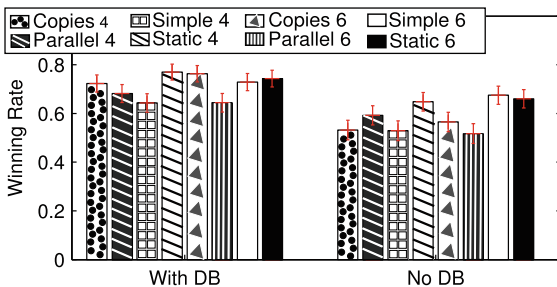 Copies 4 Simple 4 Copies 6 Simple 6
Parallel 4 Static 4 Parallel 6 Static 6
0.8
0.6
0.4
0.2
0
Winning Rate
With DB No DB